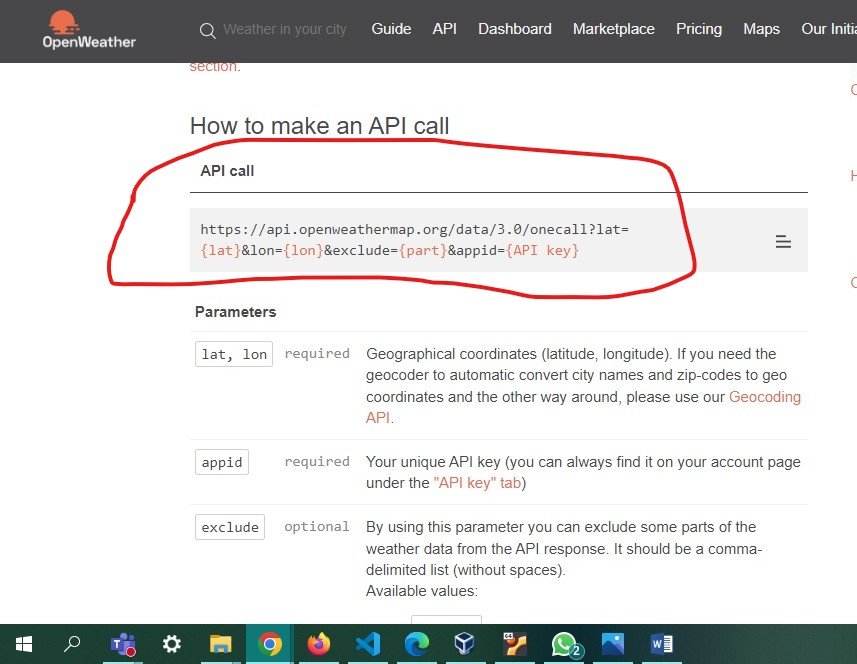 OpenWeather
Weather in your city
Guide
API
Dashboard
Marketplace
Pricing
Maps
Our Initia
section.
How to make an API call
API call
https://api.openweathermap.org/data/3.0/onecall?lat=
{lat}&lon={lon}&exclude={part}&appid={API key}
Parameters
lat, lon required Geographical coordinates (latitude, longitude). If you need the
geocoder to automatic convert city names and zip-codes to geo
coordinates and the other way around, please use our Geocoding
API.
appid required Your unique API key (you can always find it on your account page
under the "API key" tab)
exclude optional By using this parameter you can exclude some parts of the
weather data from the API response. It should be a comma-
delimited list (without spaces).
Available values:
2